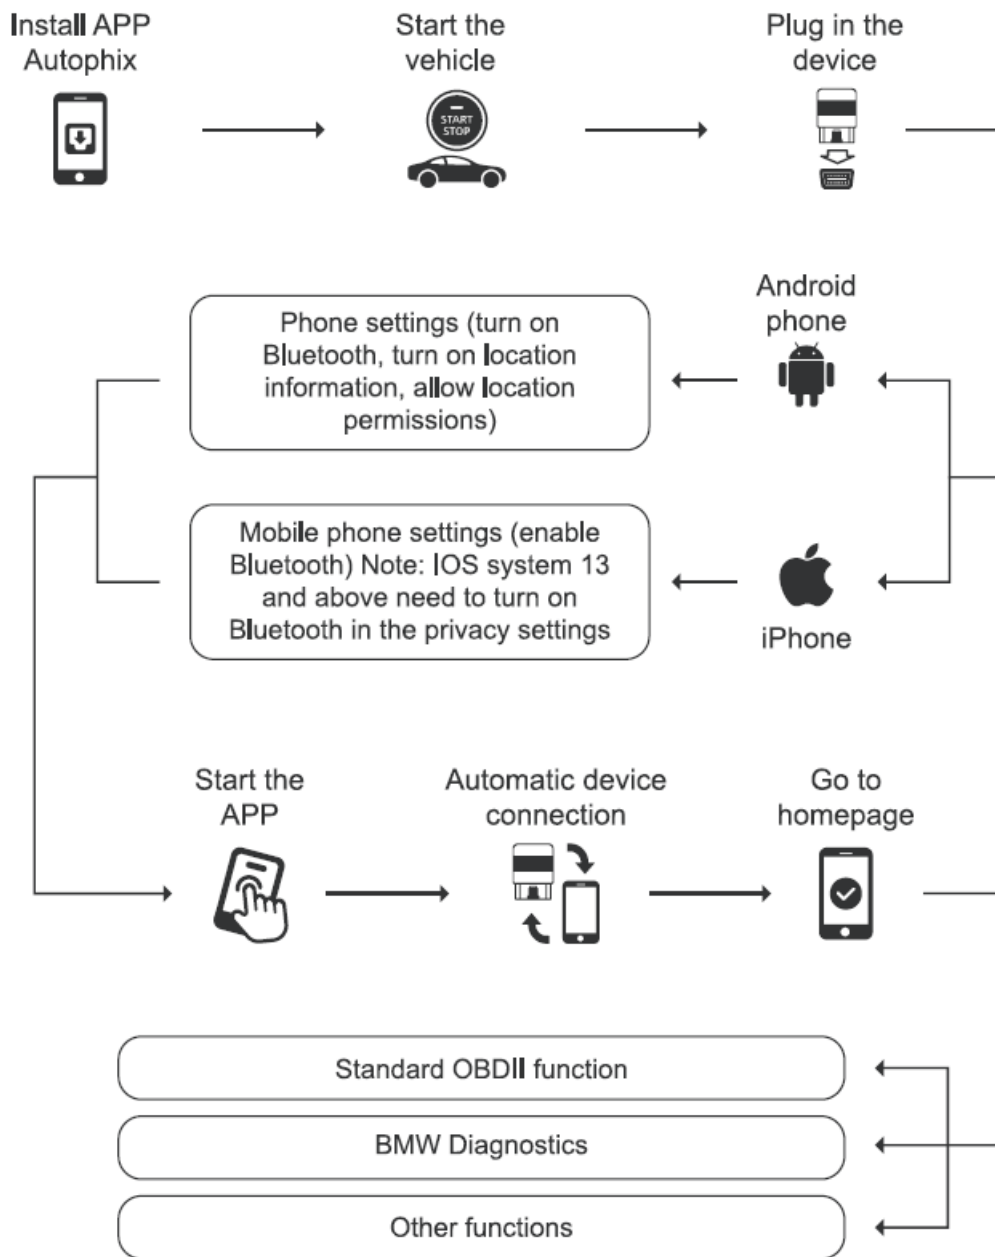 Install APP
Autophix
Start the
vehicle
START
STOP
Plug in the
device
Android
phone
Phone settings (turn on
Bluetooth, turn on location
information, allow location
permissions)
Mobile phone settings (enable
Bluetooth) Note: IOS system 13
and above need to turn on
Bluetooth in the privacy settings
iPhone
Start the
APP
Automatic device
connection
Go to
homepage
Standard OBDII function
BMW Diagnostics
Other functions